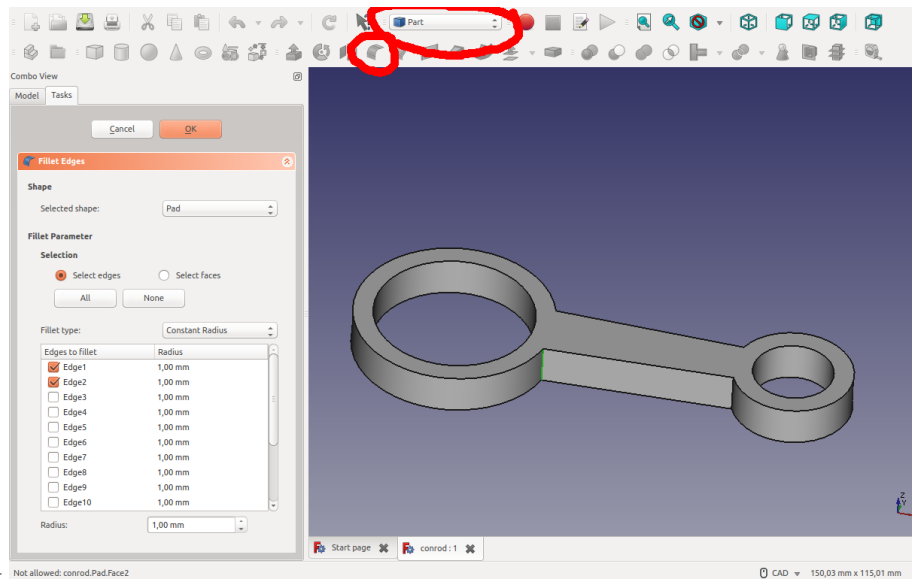 Part
Combo View
Model Tasks
Cancel OK
Fillet Edges
Shape
Selected shape: Pad
Fillet Parameter
Selection
Select edges Select faces
All None
Fillet type: Constant Radius
Edges to fillet Radius
Edge1 1,00 mm
Edge2 1,00 mm
Edge3 1,00 mm
Edge4 1,00 mm
Edge5 1,00 mm
Edge6 1,00 mm
Edge7 1,00 mm
Edge8 1,00 mm
Edge9 1,00 mm
Edge10 1,00 mm
Radius: 1,00 mm
Z
Y
Start page conrod : 1
Not allowed: conrod.Pad.Face2 CAD 150,03 mm x 115,01 mm